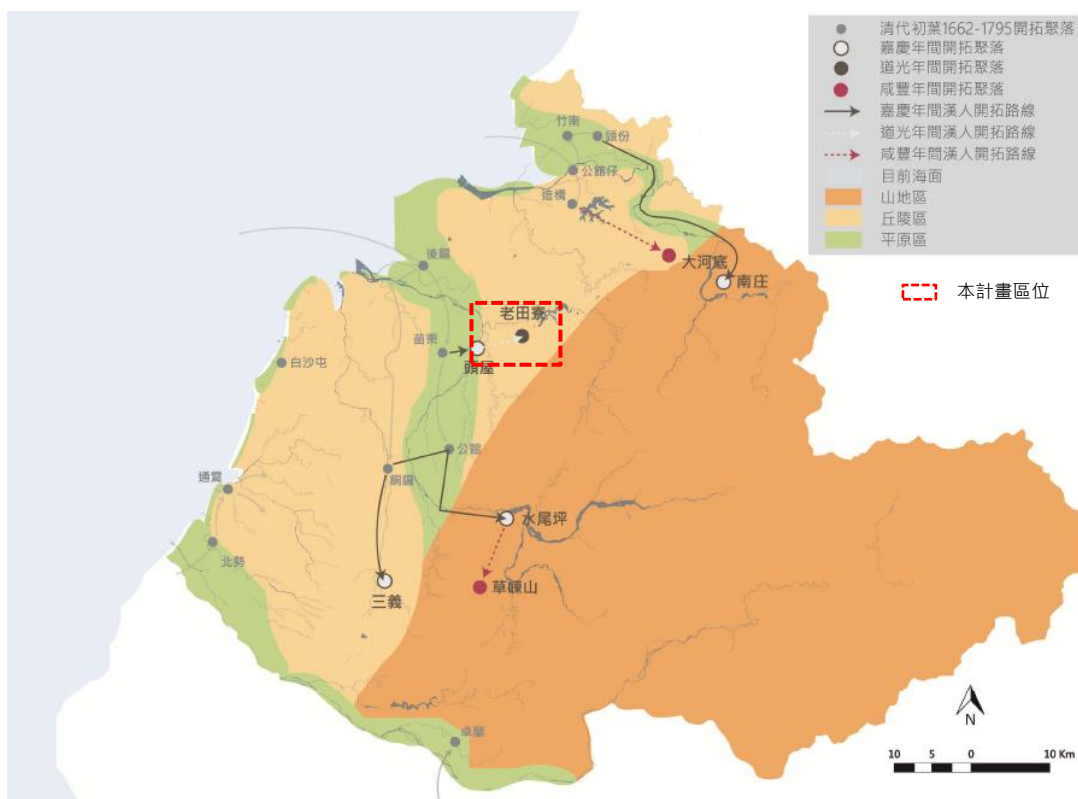 清代初葉1662-1795開拓聚落
嘉慶年間開拓聚落
道光年間開拓聚落
咸豐年間開拓聚落
嘉慶年間漢人開拓路線
道光年間漢人開拓路線
咸豐年間漢人開拓路線
目前海面
山地區
丘陵區
平原區
本計畫區位
竹南
頭份
公館仔
造橋
大河底
南庄
後龍
老田寮
苗栗
頭屋
白沙屯
公館
銅鑼
通霄
水尾坪
北勢
三義
草崠山
卓蘭
N
10 5 0 10 Km